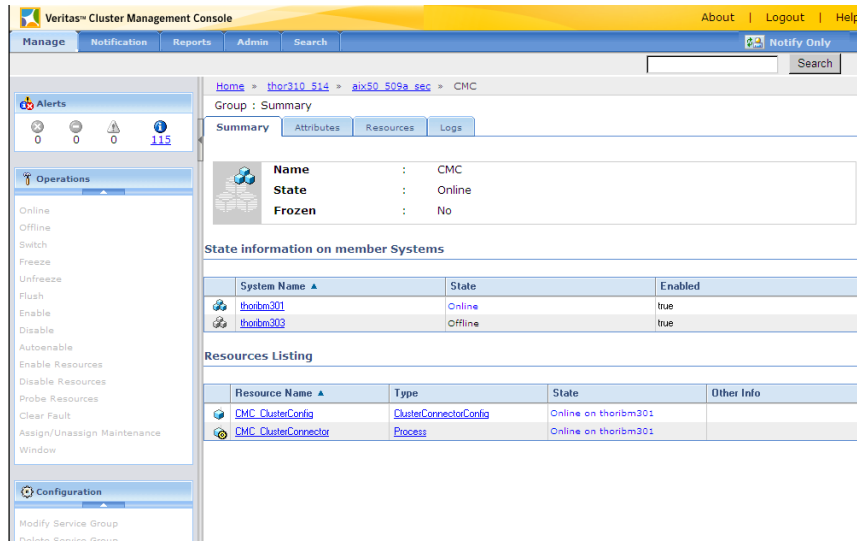 Veritas™ Cluster Management Console
About | Logout | Help
Manage Notification Reports Admin Search
Notify Only
Search
Home » thor310_514 » aix50_509a_sec » CMC
Alerts
Group : Summary
Summary Attributes Resources Logs
0 0 0 115
Name : CMC
State : Online
Frozen : No
Operations
Online
Offline
Switch
Freeze
Unfreeze
Flush
Enable
Disable
Autoenable
Enable Resources
Disable Resources
Probe Resources
Clear Fault
Assign/Unassign Maintenance
Window
State information on member Systems
System Name State Enabled
thoribm301 Online true
thoribm303 Offline true
Resources Listing
Resource Name Type State Other Info
CMC_ClusterConfig ClusterConnectorConfig Online on thoribm301
CMC_ClusterConnector Process Online on thoribm301
Configuration
Modify Service Group
Delete Service Group